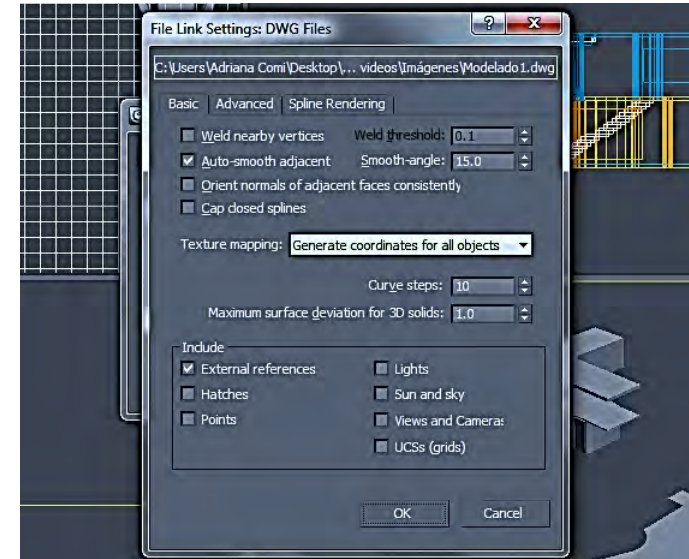 File Link Settings: DWG Files
C:\Users\Adriana Comi\Desktop\... videos\Imágenes\Modelado1.dwg
Basic Advanced Spline Rendering
Weld nearby vertices Weld threshold: 0.1
Auto-smooth adjacent Smooth-angle: 15.0
Orient normals of adjacent faces consistently
Cap closed splines
Texture mapping: Generate coordinates for all objects
Curve steps: 10
Maximum surface deviation for 3D solids: 1.0
Include
External references Lights
Hatches Sun and sky
Points Views and Cameras
UCSs (grids)
OK Cancel